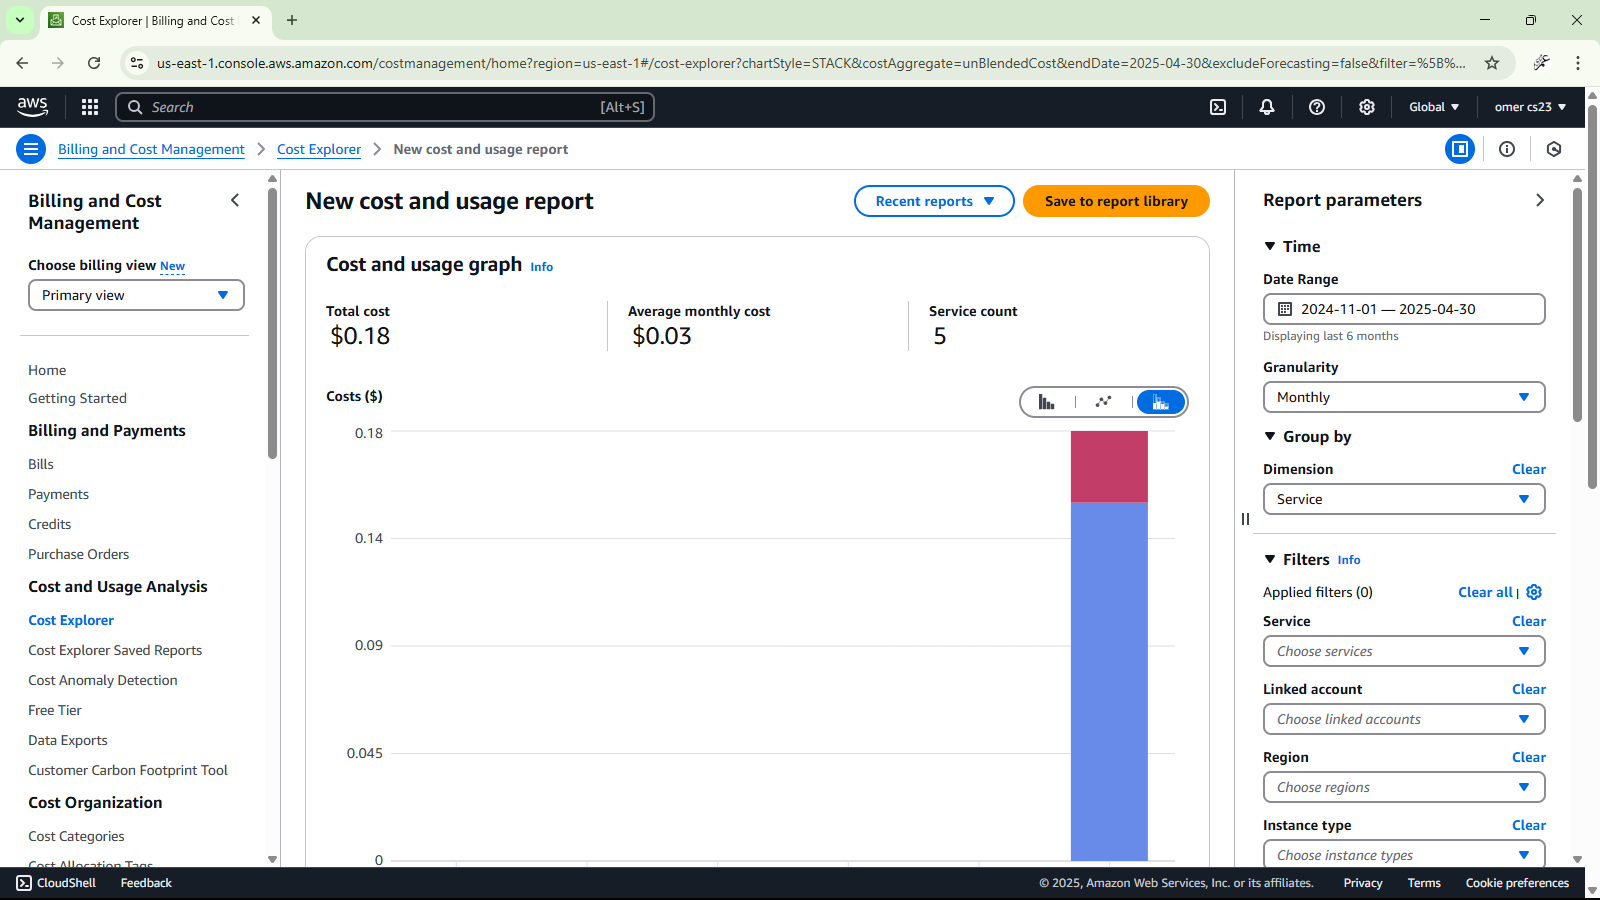 Cost Explorer | Billing and Cost
us-east-1.console.aws.amazon.com/costmanagement/home?region=us-east-1#/cost-explorer?chartStyle=STACK&costAggregate=unBlendedCost&endDate=2025-04-30&excludeForecasting=false&filter=%5B%...
aws
Search [Alt+S]
Global
omer cs23
Billing and Cost Management
Cost Explorer
New cost and usage report
Billing and Cost
Management
Choose billing view New
Primary view
Home
Getting Started
Billing and Payments
Bills
Payments
Credits
Purchase Orders
Cost and Usage Analysis
Cost Explorer
Cost Explorer Saved Reports
Cost Anomaly Detection
Free Tier
Data Exports
Customer Carbon Footprint Tool
Cost Organization
Cost Categories
Cost Allocation Tags
New cost and usage report
Recent reports
Save to report library
Cost and usage graph Info
Total cost
$0.18
Average monthly cost
$0.03
Service count
5
Costs ($)
0.18
0.14
0.09
0.045
0
Report parameters
Time
Date Range
2024-11-01 — 2025-04-30
Displaying last 6 months
Granularity
Monthly
Group by
Dimension Clear
Service
Filters Info
Applied filters (0) Clear all |
Service Clear
Choose services
Linked account Clear
Choose linked accounts
Region Clear
Choose regions
Instance type Clear
Choose instance types
CloudShell
Feedback
© 2025, Amazon Web Services, Inc. or its affiliates.
Privacy
Terms
Cookie preferences